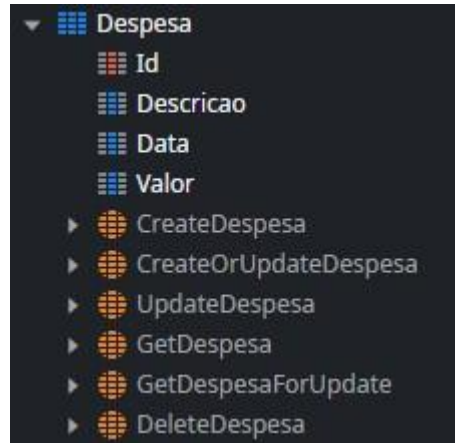 Despesa
Id
Descricao
Data
Valor
CreateDespesa
CreateOrUpdateDespesa
UpdateDespesa
GetDespesa
GetDespesaForUpdate
DeleteDespesa